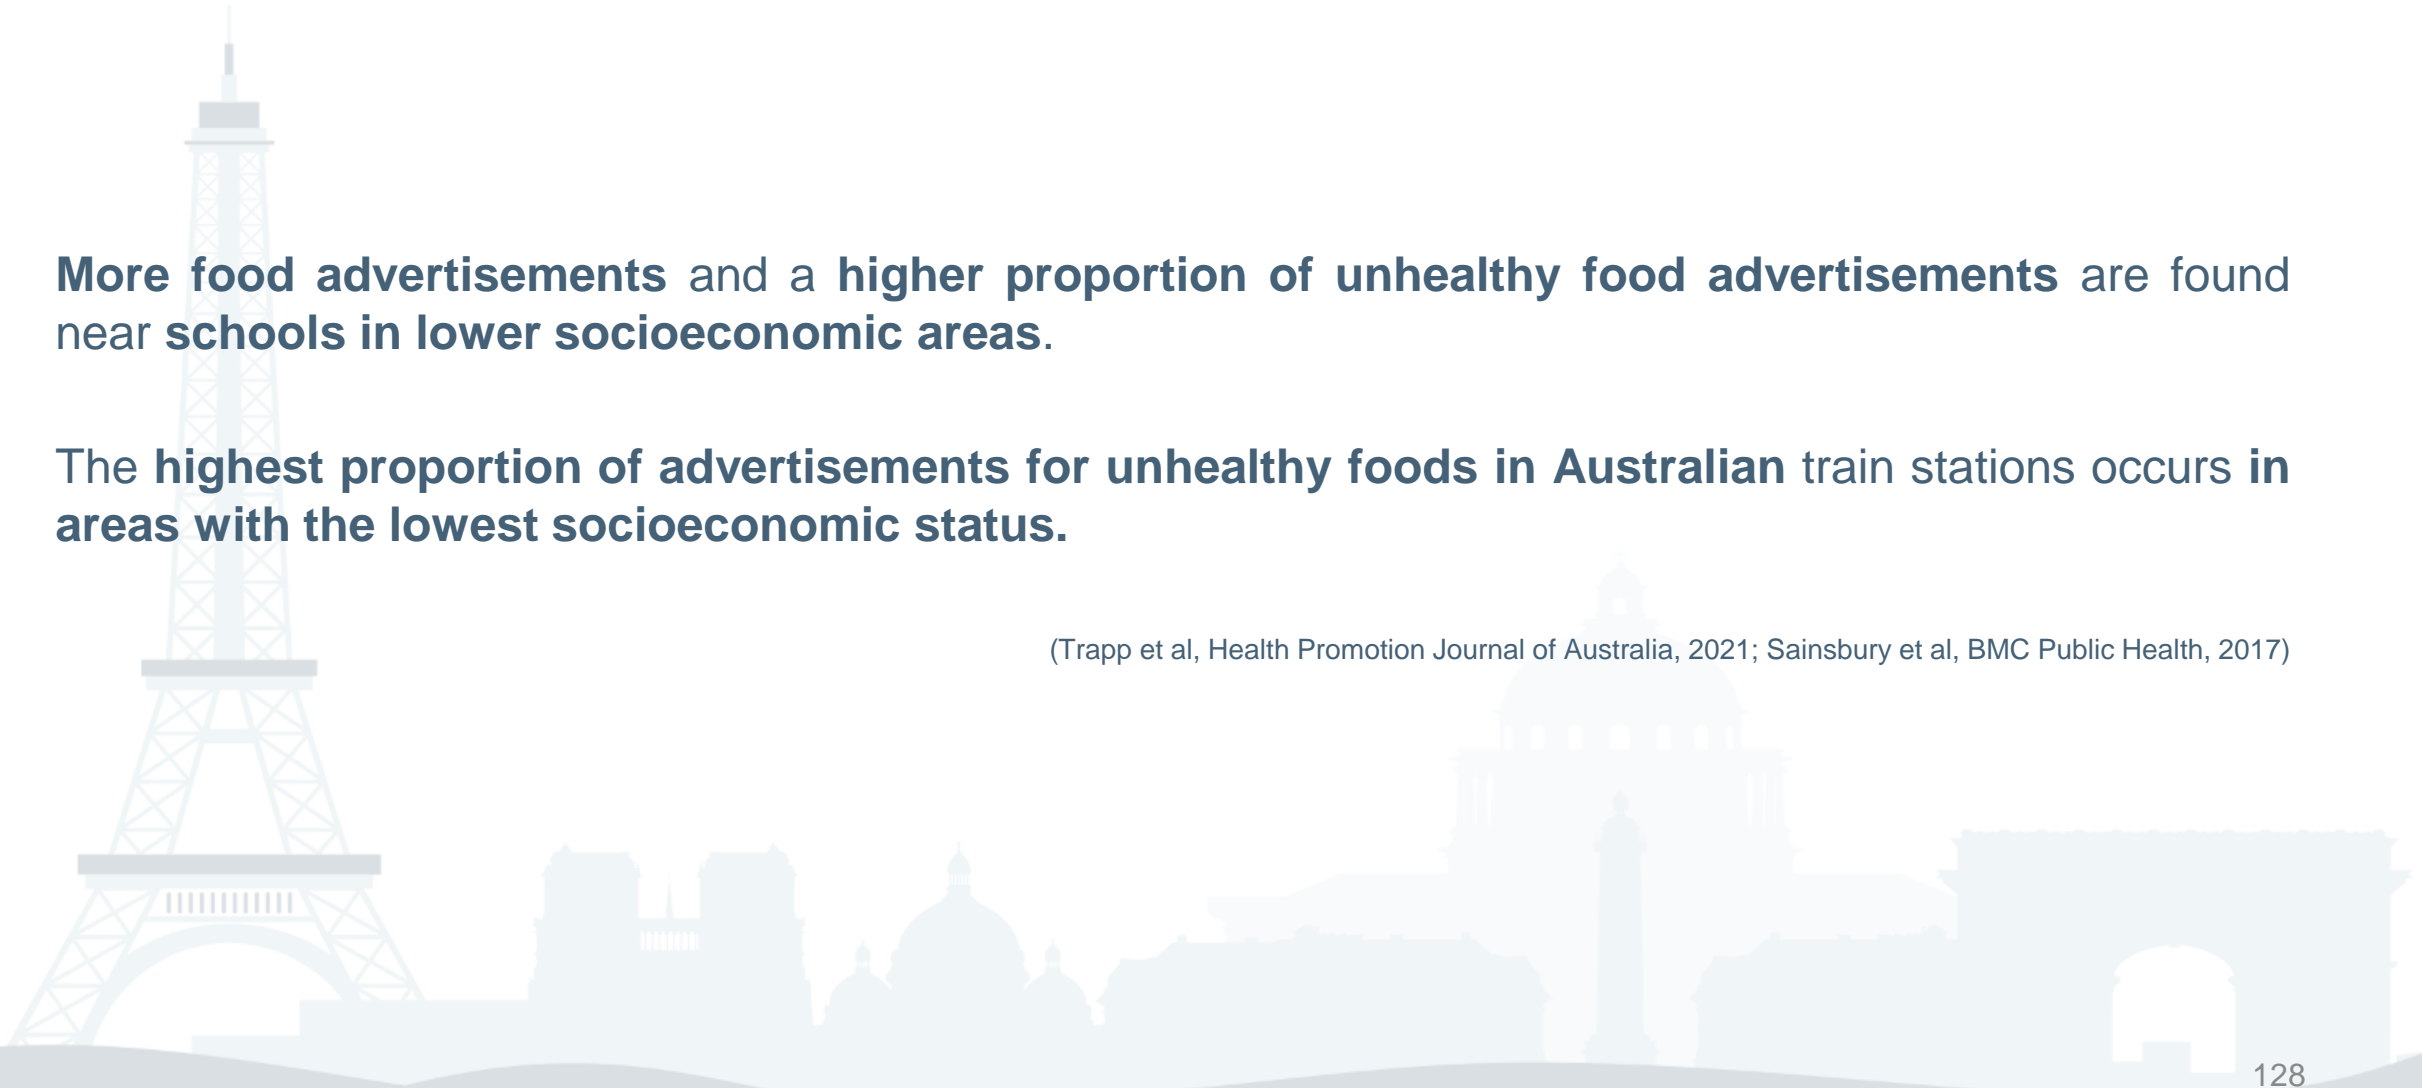 More food advertisements and a higher proportion of unhealthy food advertisements are found
near schools in lower socioeconomic areas.
The highest proportion of advertisements for unhealthy foods in Australian train stations occurs in
areas with the lowest socioeconomic status.
(Trapp et al, Health Promotion Journal of Australia, 2021; Sainsbury et al, BMC Public Health, 2017)
128